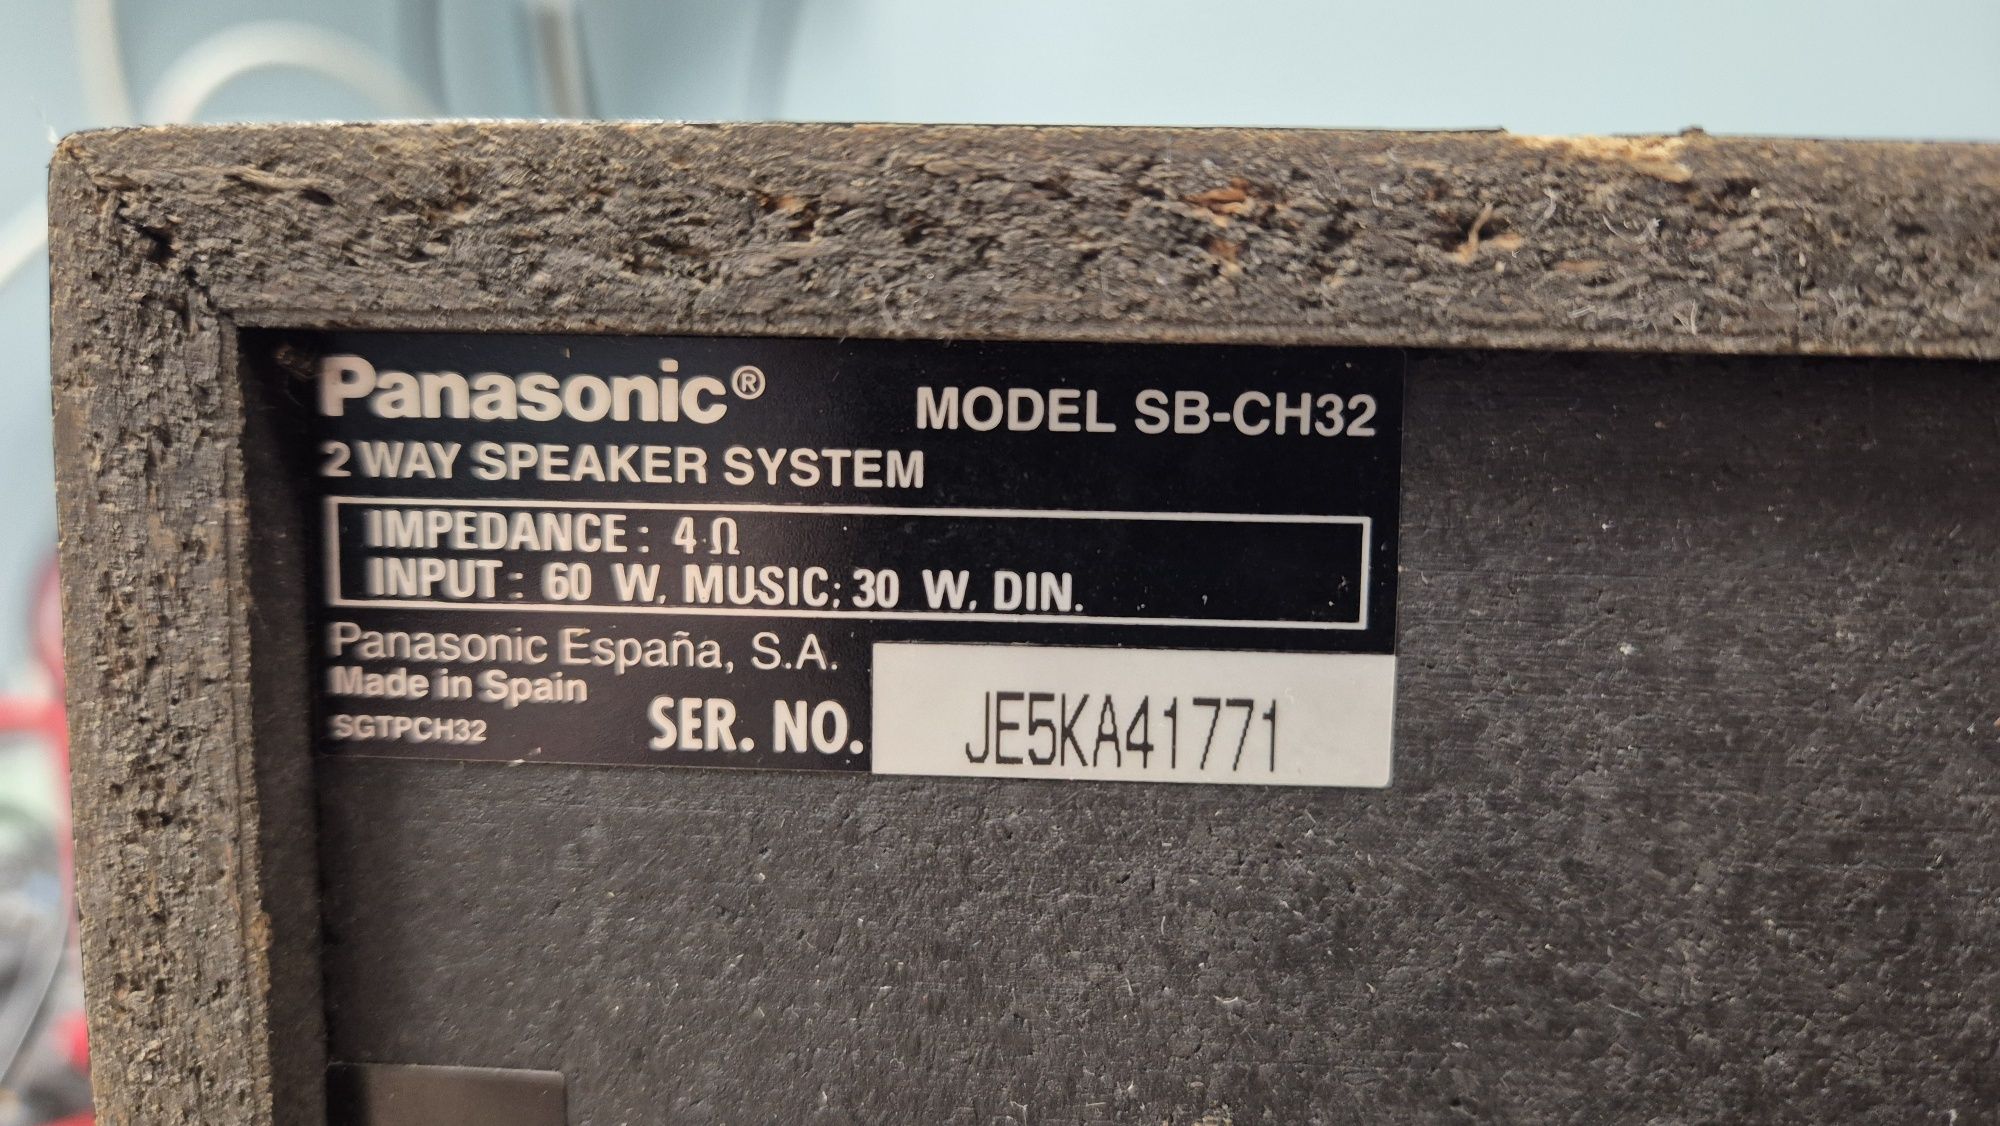 Panasonic®
MODEL SB-CH32
2 WAY SPEAKER SYSTEM
IMPEDANCE: 4 Ω
INPUT: 60 W, MUSIC; 30 W, DIN.
Panasonic España, S.A.
Made in Spain
SGTPCH32
SER. NO. JE5KA41771